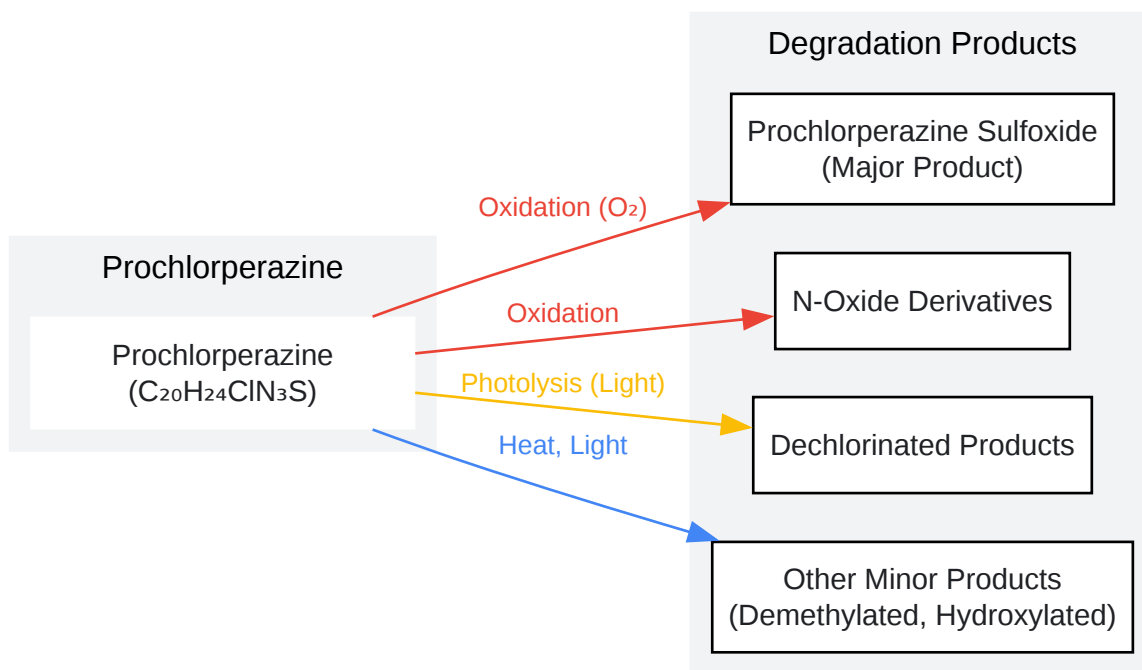 Prochlorperazine
Prochlorperazine
(C₂₀H₂₄ClN₃S)
Oxidation (O₂)
Oxidation
Photolysis (Light)
Heat, Light
Degradation Products
Prochlorperazine Sulfoxide
(Major Product)
N-Oxide Derivatives
Dechlorinated Products
Other Minor Products
(Demethylated, Hydroxylated)